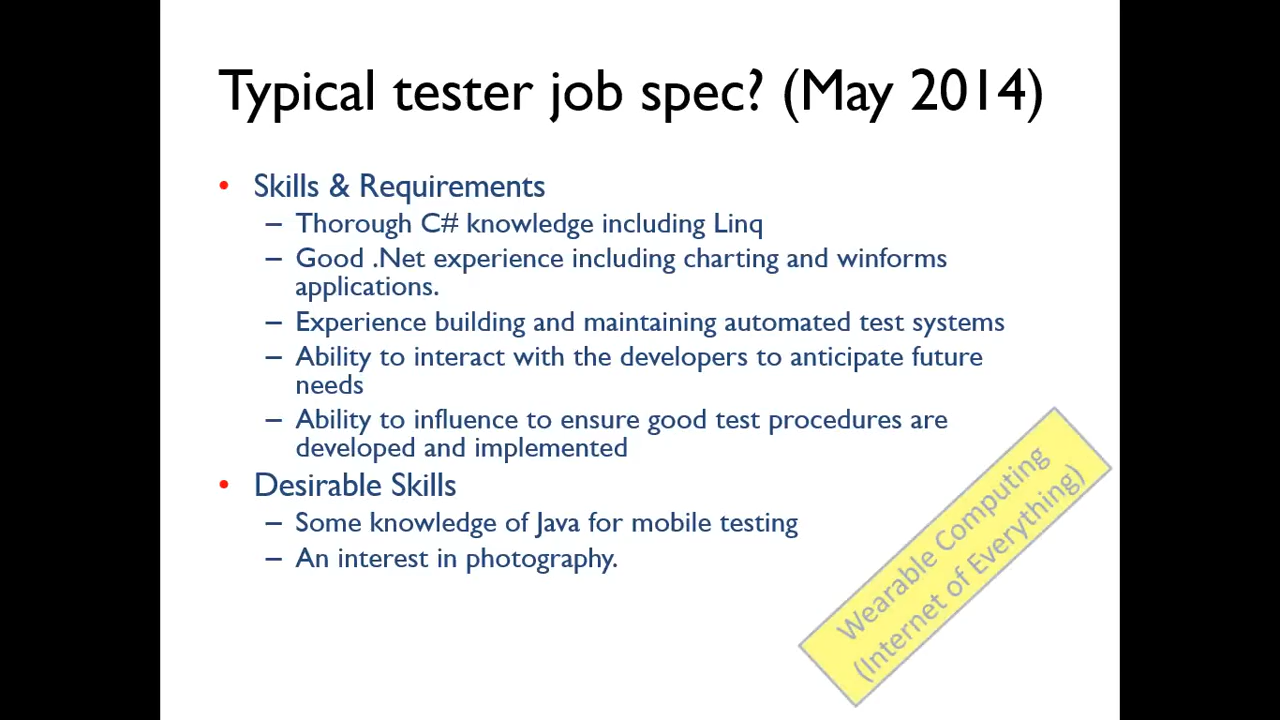 Typical tester job spec? (May 2014)
• Skills & Requirements
– Thorough C# knowledge including Linq
– Good .Net experience including charting and winforms
applications.
– Experience building and maintaining automated test systems
– Ability to interact with the developers to anticipate future
needs
– Ability to influence to ensure good test procedures are
developed and implemented
• Desirable Skills
– Some knowledge of Java for mobile testing
– An interest in photography.
Wearable Computing
(Internet of Everything)